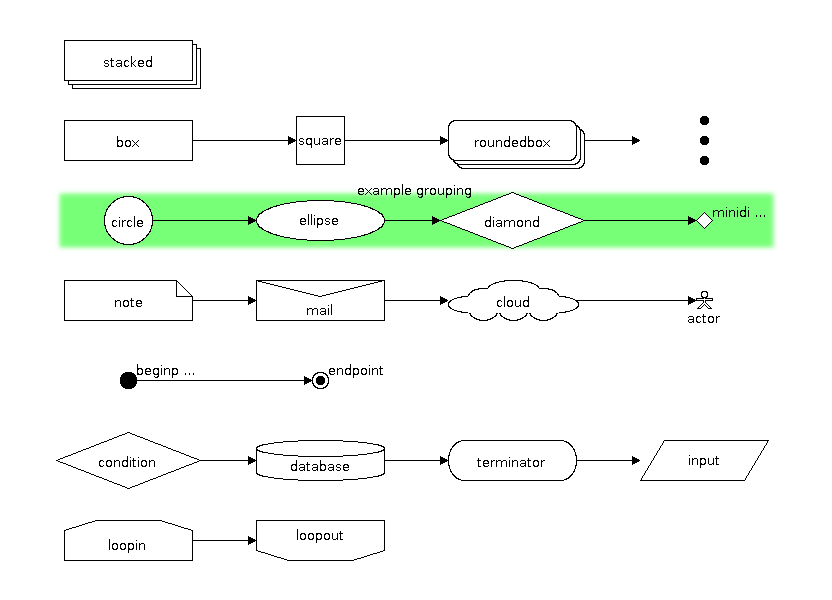 stacked
box
square
roundedbox
example grouping
circle
ellipse
diamond
minidi ...
note
mail
cloud
actor
beginp ...
endpoint
condition
database
terminator
input
loopin
loopout